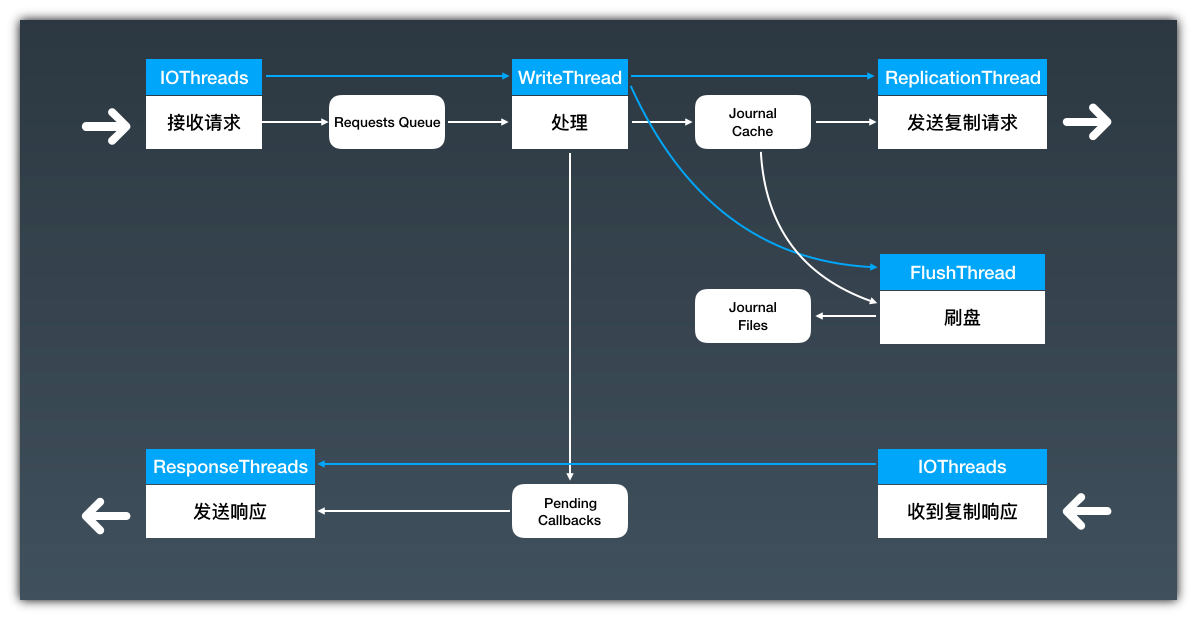 IOThreads
接收请求
Requests Queue
WriteThread
处理
Journal
Cache
ReplicationThread
发送复制请求
FlushThread
刷盘
Journal
Files
ResponseThreads
发送响应
Pending
Callbacks
IOThreads
收到复制响应